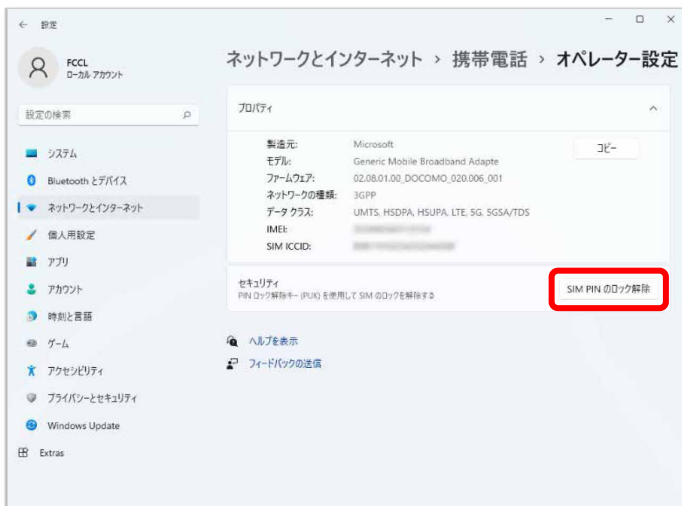 ← 設定
FCCL
ローカル アカウント
設定の検索
システム
Bluetooth とデバイス
ネットワークとインターネット
個人用設定
アプリ
アカウント
時刻と言語
ゲーム
アクセシビリティ
プライバシーとセキュリティ
Windows Update
Extras
ネットワークとインターネット › 携帯電話 › オペレーター設定
プロパティ
製造元: Microsoft
コピー
モデル: Generic Mobile Broadband Adapte
ファームウェア: 02.08.01.00_DOCOMO_020.006_001
ネットワークの種類: 3GPP
データ クラス: UMTS, HSDPA, HSUPA, LTE, 5G, 5GSA/TDS
IMEI:
SIM ICCID:
セキュリティ
PIN ロック解除キー (PUK) を使用して SIM のロックを解除する
SIM PIN のロック解除
ヘルプを表示
フィードバックの送信